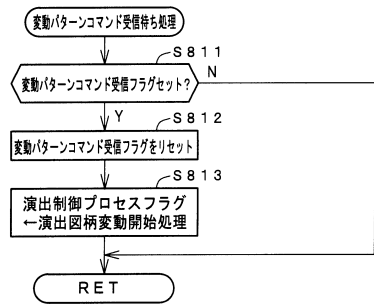 変動パターンコマンド受信待ち処理
S811
変動パターンコマンド受信フラグセット?
N
Y
S812
変動パターンコマンド受信フラグをリセット
S813
演出制御プロセスフラグ
←演出図柄変動開始処理
RET